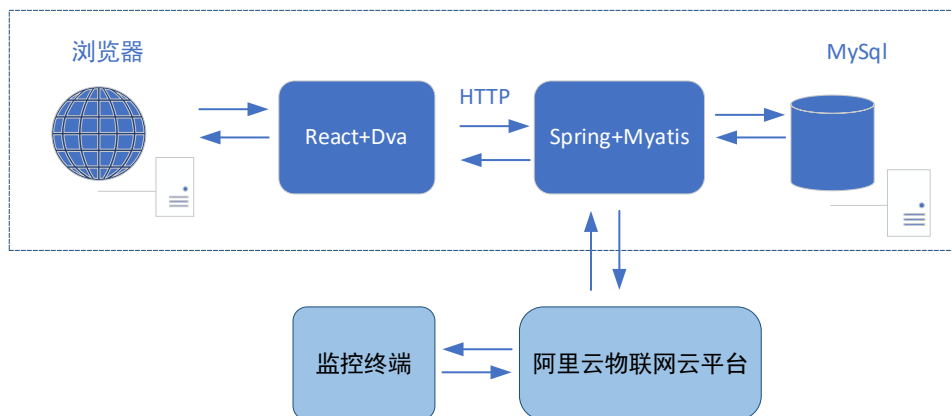 浏览器
MySql
HTTP
React+Dva
Spring+Myatis
监控终端
阿里云物联网云平台